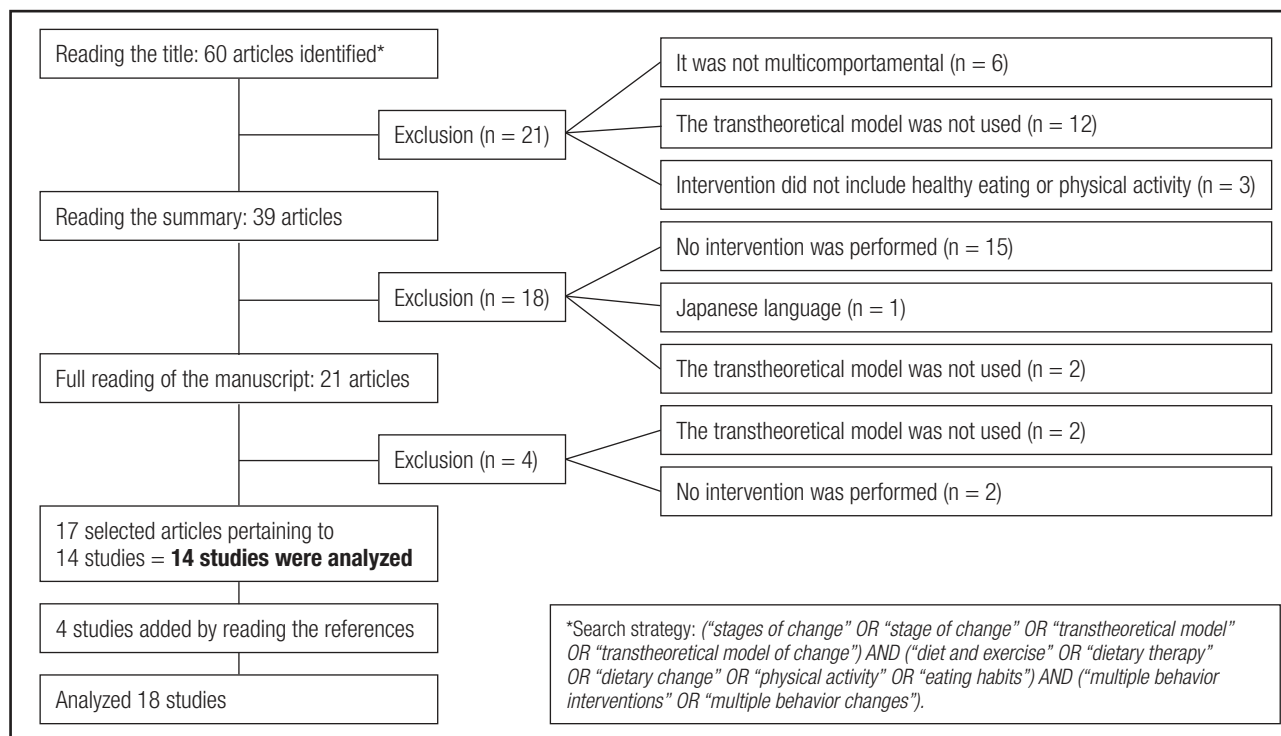 Reading the title: 60 articles identified*
Exclusion (n = 21)
It was not multicomportamental (n = 6)
The transtheoretical model was not used (n = 12)
Intervention did not include healthy eating or physical activity (n = 3)
Reading the summary: 39 articles
Exclusion (n = 18)
No intervention was performed (n = 15)
Japanese language (n = 1)
The transtheoretical model was not used (n = 2)
Full reading of the manuscript: 21 articles
Exclusion (n = 4)
The transtheoretical model was not used (n = 2)
No intervention was performed (n = 2)
17 selected articles pertaining to
14 studies = 14 studies were analyzed
4 studies added by reading the references
Analyzed 18 studies
*Search strategy: (“stages of change” OR “stage of change” OR “transtheoretical model”
OR “transtheoretical model of change”) AND (“diet and exercise” OR “dietary therapy”
OR “dietary change” OR “physical activity” OR “eating habits”) AND (“multiple behavior
interventions” OR “multiple behavior changes”).